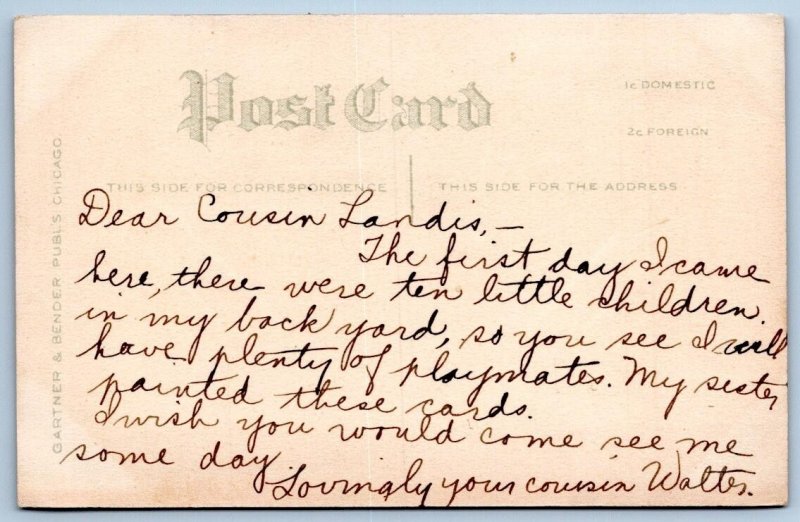 Post Card
1c DOMESTIC
2c FOREIGN
THIS SIDE FOR CORRESPONDENCE
THIS SIDE FOR THE ADDRESS
GARTNER & BENDER PUBL'S CHICAGO
Dear Cousin Landis,—
The first day I came
here, there were ten little children
in my back yard, so you see I will
have plenty of playmates. My sister
painted these cards.
I wish you would come see me
some day
Lovingly your cousin Walter.